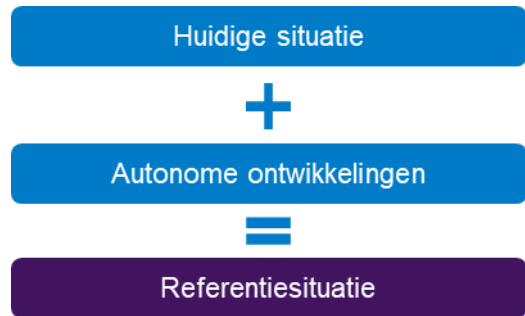 Huidige situatie
+
Autonome ontwikkelingen
=
Referentiesituatie